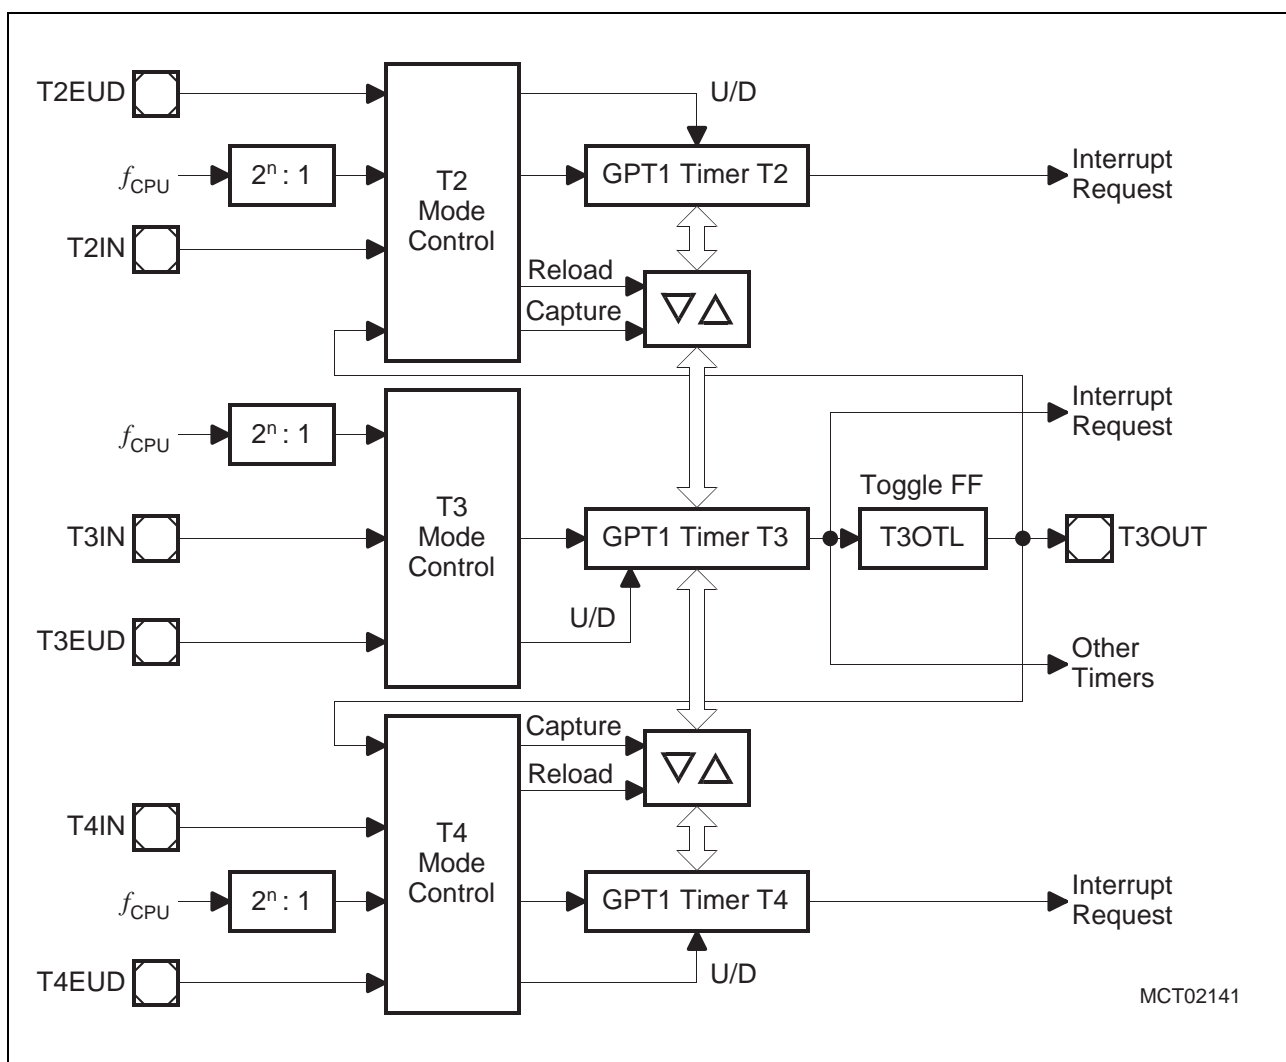 T2EUD
U/D
fCPU
2ⁿ : 1
T2
Mode
Control
GPT1 Timer T2
Interrupt
Request
T2IN
Reload
Capture
fCPU
2ⁿ : 1
Interrupt
Request
T3
Mode
Control
Toggle FF
T3IN
GPT1 Timer T3
T3OTL
T3OUT
U/D
T3EUD
Other
Timers
Capture
Reload
T4IN
T4
Mode
Control
fCPU
2ⁿ : 1
GPT1 Timer T4
Interrupt
Request
T4EUD
U/D
MCT02141